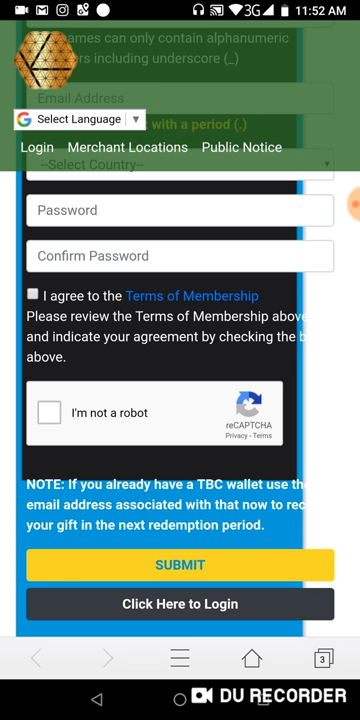 11:52 AM
3G
ames can only contain alphanumeric
ers including underscore (_)
Email Address
Select Language
with a period (.)
Login Merchant Locations Public Notice
--Select Country--
Password
Confirm Password
I agree to the Terms of Membership
Please review the Terms of Membership above
and indicate your agreement by checking the b
above.
I'm not a robot
reCAPTCHA
Privacy - Terms
NOTE: If you already have a TBC wallet use the
email address associated with that now to rec
your gift in the next redemption period.
SUBMIT
Click Here to Login
3
DU RECORDER